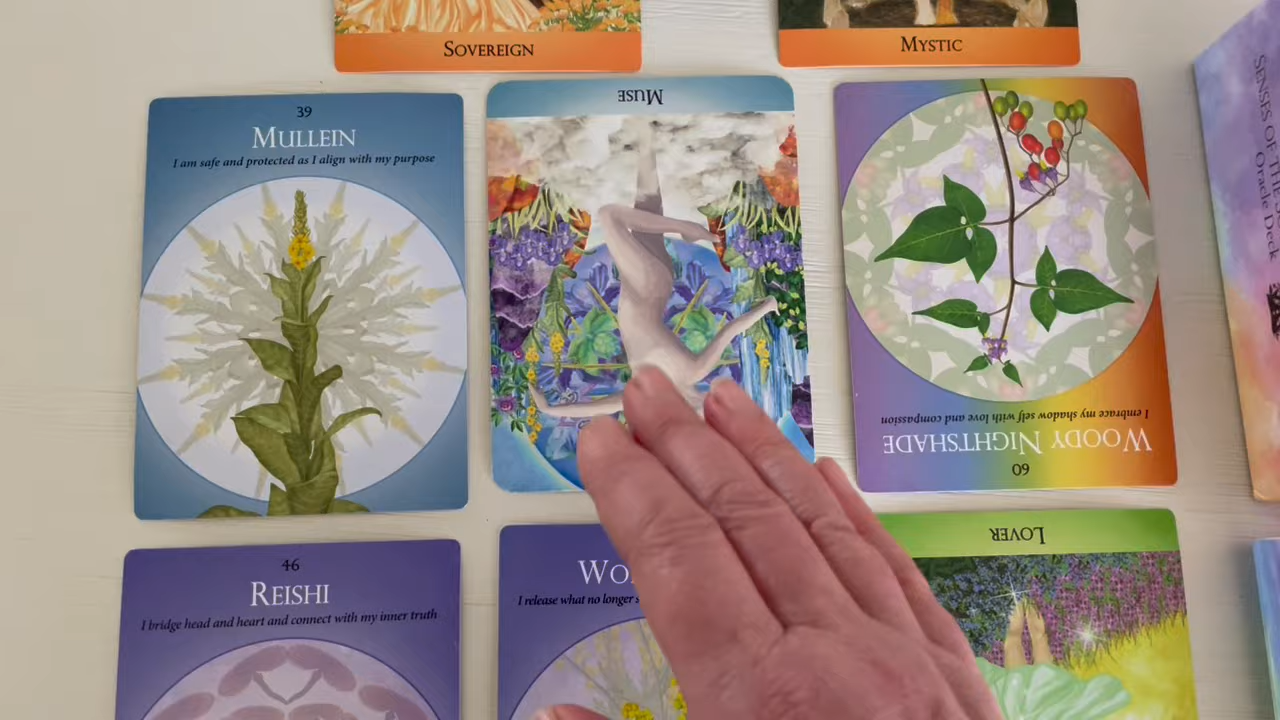 SOVEREIGN
MYSTIC
39
MULLEIN
I am safe and protected as I align with my purpose
MUSE
60
WOODY NIGHTSHADE
I embrace my shadow self with love and compassion
SENSES OF
Oracle Deck
46
REISHI
I bridge head and heart and connect with my inner truth
I release what no longer
LOVER